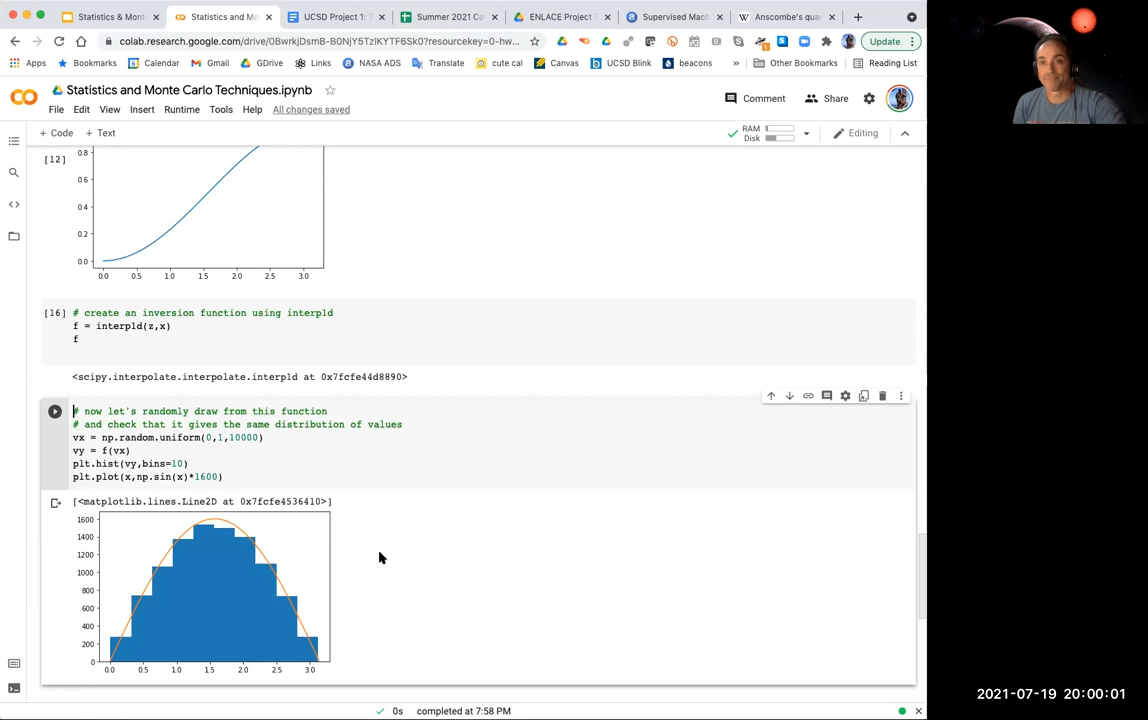 Statistics & Mont
Statistics and Mo
UCSD Project 1: T
Summer 2021 Co
ENLACE Project
Supervised Mach
Anscombe's qua
colab.research.google.com/drive/0BwrkjDsmB-B0NjY5TzlKYTF6Sk0?resourcekey=0-hw...
Update
Apps
Bookmarks
Calendar
Gmail
GDrive
Links
NASA ADS
Translate
cute cal
Canvas
UCSD Blink
beacons
»
Other Bookmarks
Reading List
Statistics and Monte Carlo Techniques.ipynb
Comment
Share
File Edit View Insert Runtime Tools Help All changes saved
+ Code + Text
RAM
Disk
Editing
[12]
0.8
0.6
0.4
0.2
0.0
0.0 0.5 1.0 1.5 2.0 2.5 3.0
[16] # create an inversion function using interp1d
f = interp1d(z,x)
f
<scipy.interpolate.interpolate.interp1d at 0x7fcfe44d8890>
# now let's randomly draw from this function
# and check that it gives the same distribution of values
vx = np.random.uniform(0,1,10000)
vy = f(vx)
plt.hist(vy,bins=10)
plt.plot(x,np.sin(x)*1600)
[<matplotlib.lines.Line2D at 0x7fcfe4536410>]
1600
1400
1200
1000
800
600
400
200
0
0.0 0.5 1.0 1.5 2.0 2.5 3.0
0s completed at 7:58 PM
2021-07-19 20:00:01